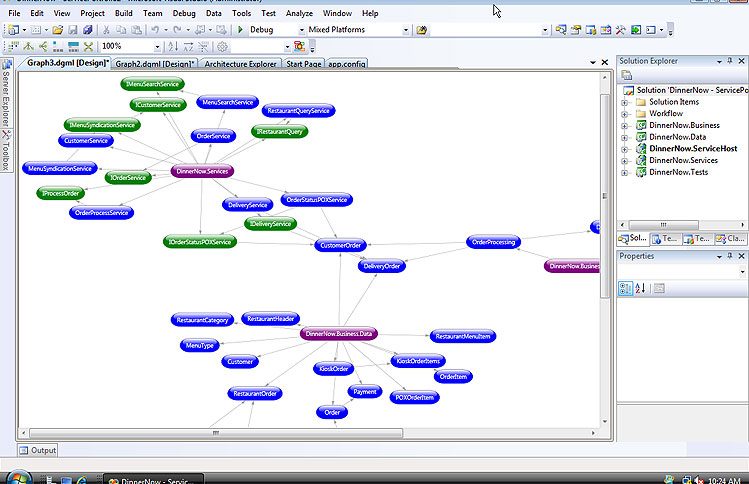 File Edit View Project Build Team Debug Data Tools Test Analyze Window Help
Debug Mixed Platforms
100%
Graph3.dgml [Design]* Graph2.dgml [Design]* Architecture Explorer Start Page app.config
Server Explorer
Toolbox
IMenuSearchService
ICustomerService
MenuSearchService
RestaurantQueryService
IMenuSyndicationService
IRestaurantQuery
CustomerService
OrderService
MenuSyndicationService
DinnerNow.Services
IOrderService
IProcessOrder
OrderProcessService
DeliveryService
OrderStatusPOXService
IDeliveryService
IOrderStatusPOXService
CustomerOrder
OrderProcessing
DeliveryOrder
DinnerNow.Busines
RestaurantCategory
RestaurantHeader
DinnerNow.Business.Data
RestaurantMenuItem
MenuType
Customer
KioskOrder
KioskOrderItems
OrderItem
RestaurantOrder
Payment
POXOrderItem
Order
Solution Explorer
Solution 'DinnerNow - ServicePo
Solution Items
Workflow
DinnerNow.Business
DinnerNow.Data
DinnerNow.ServiceHost
DinnerNow.Services
DinnerNow.Tests
Sol... Te... Te... Cla...
Properties
Output
DinnerNow - Servic...
10:24 AM